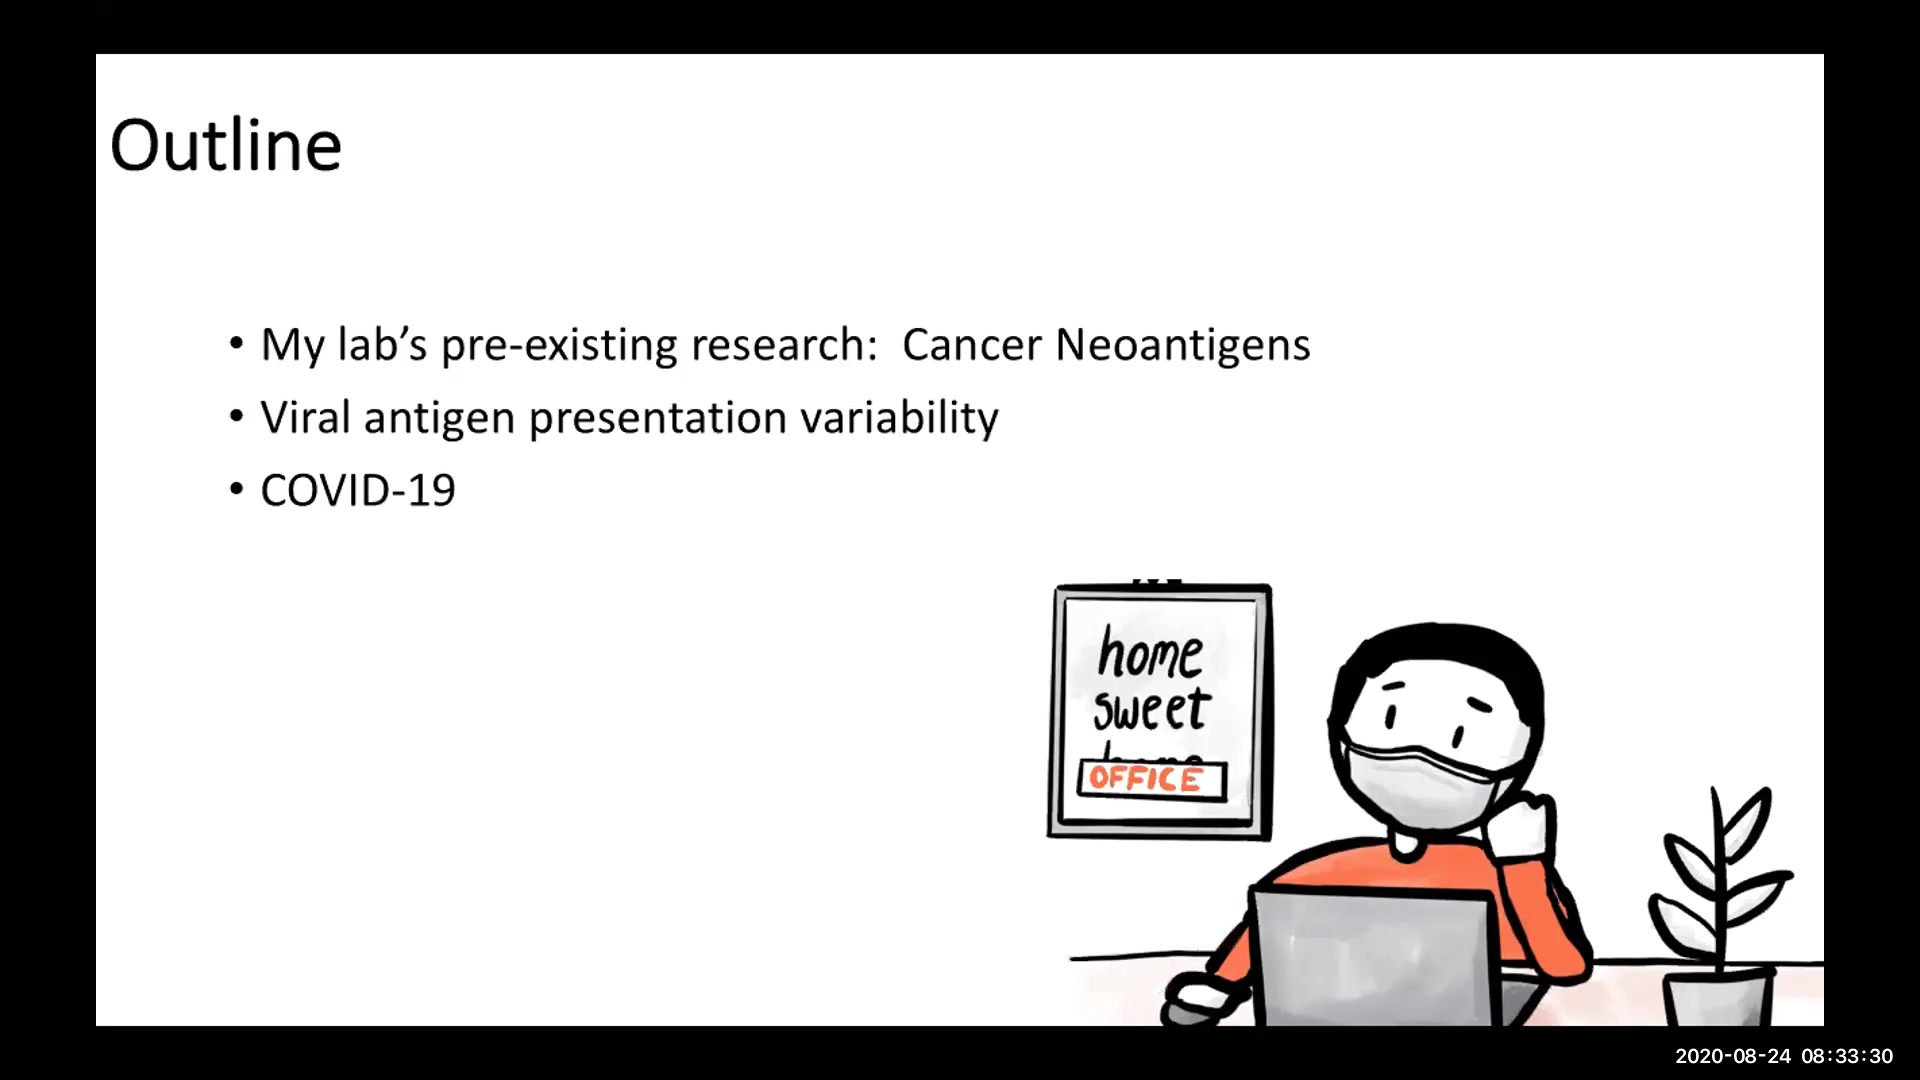 Outline
• My lab’s pre-existing research:  Cancer Neoantigens
• Viral antigen presentation variability
• COVID-19
home
sweet
home
OFFICE
2020-08-24 08:33:30